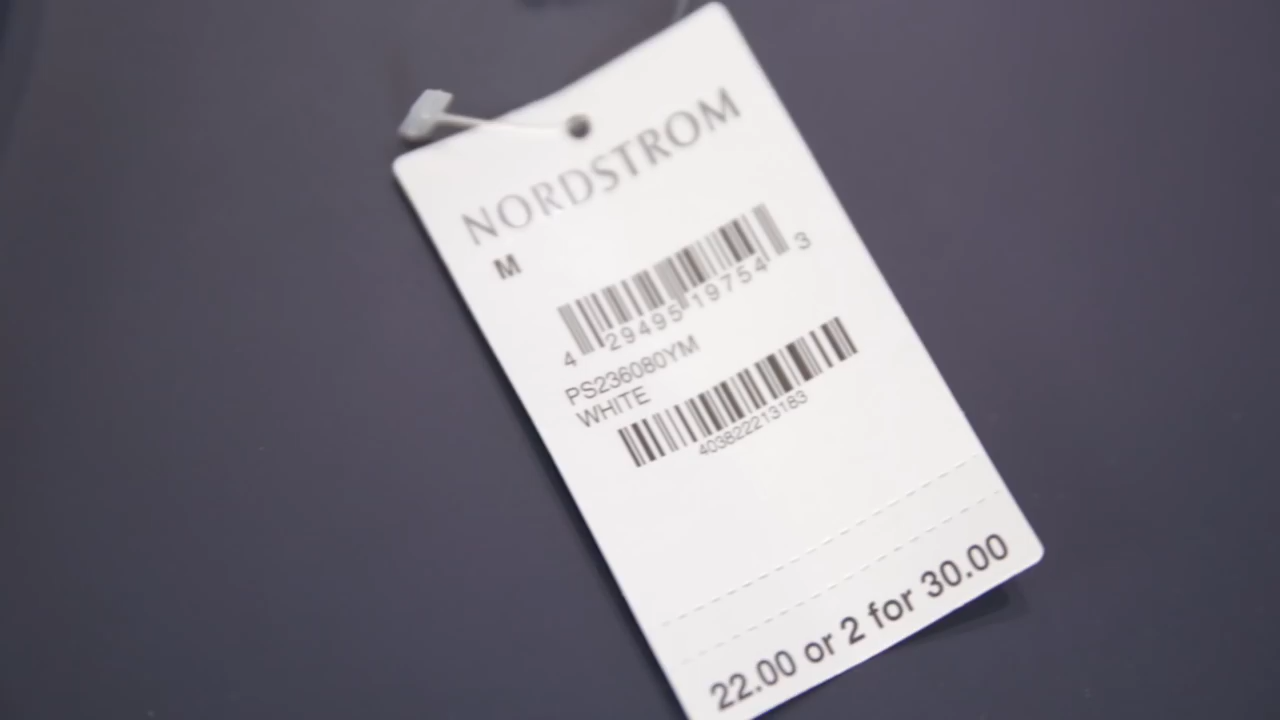 NORDSTROM
M
4 29495 19754 3
PS236080YM
WHITE
403822213183
22.00 or 2 for 30.00